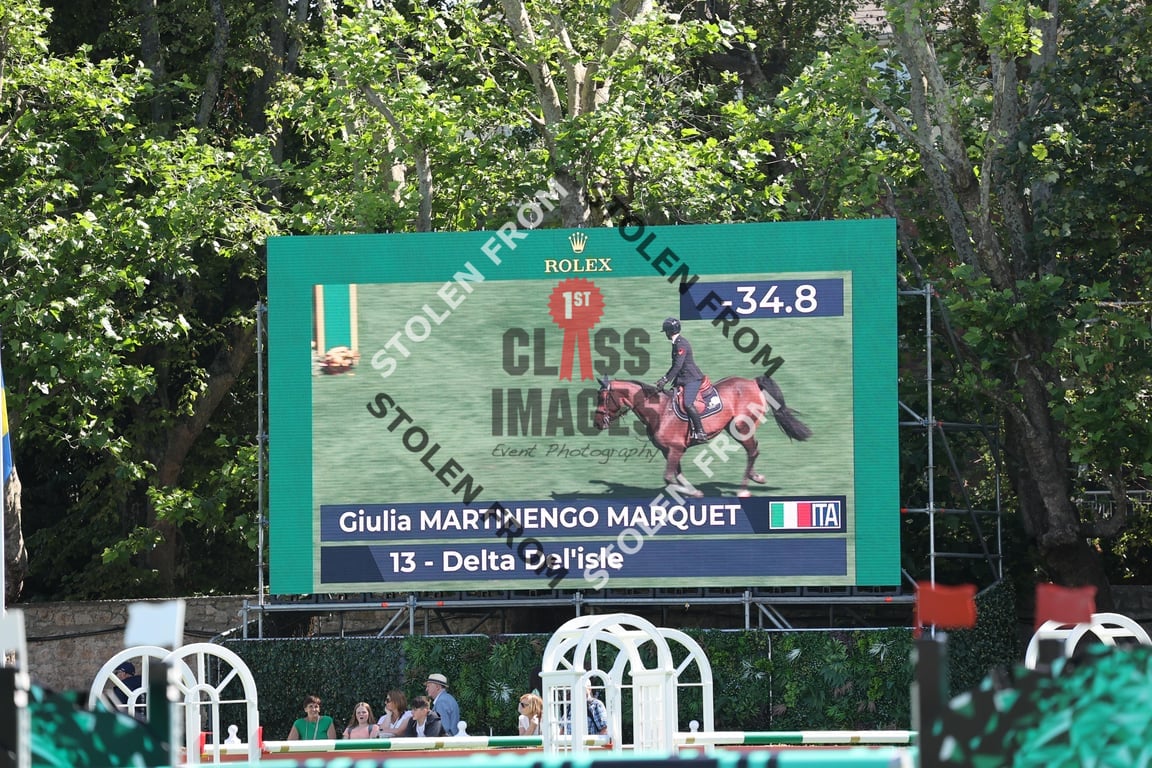 ROLEX
-34.8
1ST
CLASS
IMAGES
Event Photography
STOLEN FROM STOLEN FROM
STOLEN FROM STOLEN FROM
Giulia MARTINENGO MARQUET ITA
13 - Delta Del'isle